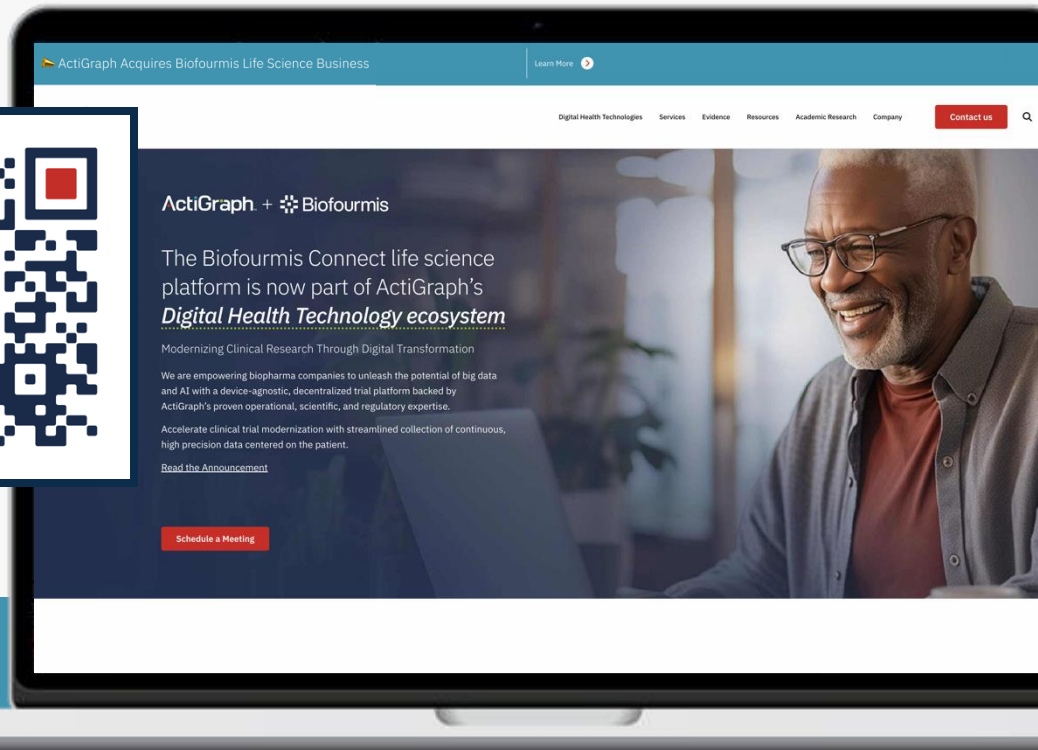 ActiGraph Acquires Biofourmis Life Science Business
Learn More
Digital Health Technologies Services Evidence Resources Academic Research Company Contact us
ActiGraph. + Biofourmis
The Biofourmis Connect life science
platform is now part of ActiGraph's
Digital Health Technology ecosystem
Modernizing Clinical Research Through Digital Transformation
We are empowering biopharma companies to unleash the potential of big data
and AI with a device-agnostic, decentralized trial platform backed by
ActiGraph's proven operational, scientific, and regulatory expertise.
Accelerate clinical trial modernization with streamlined collection of continuous,
high precision data centered on the patient.
Read the Announcement
Schedule a Meeting